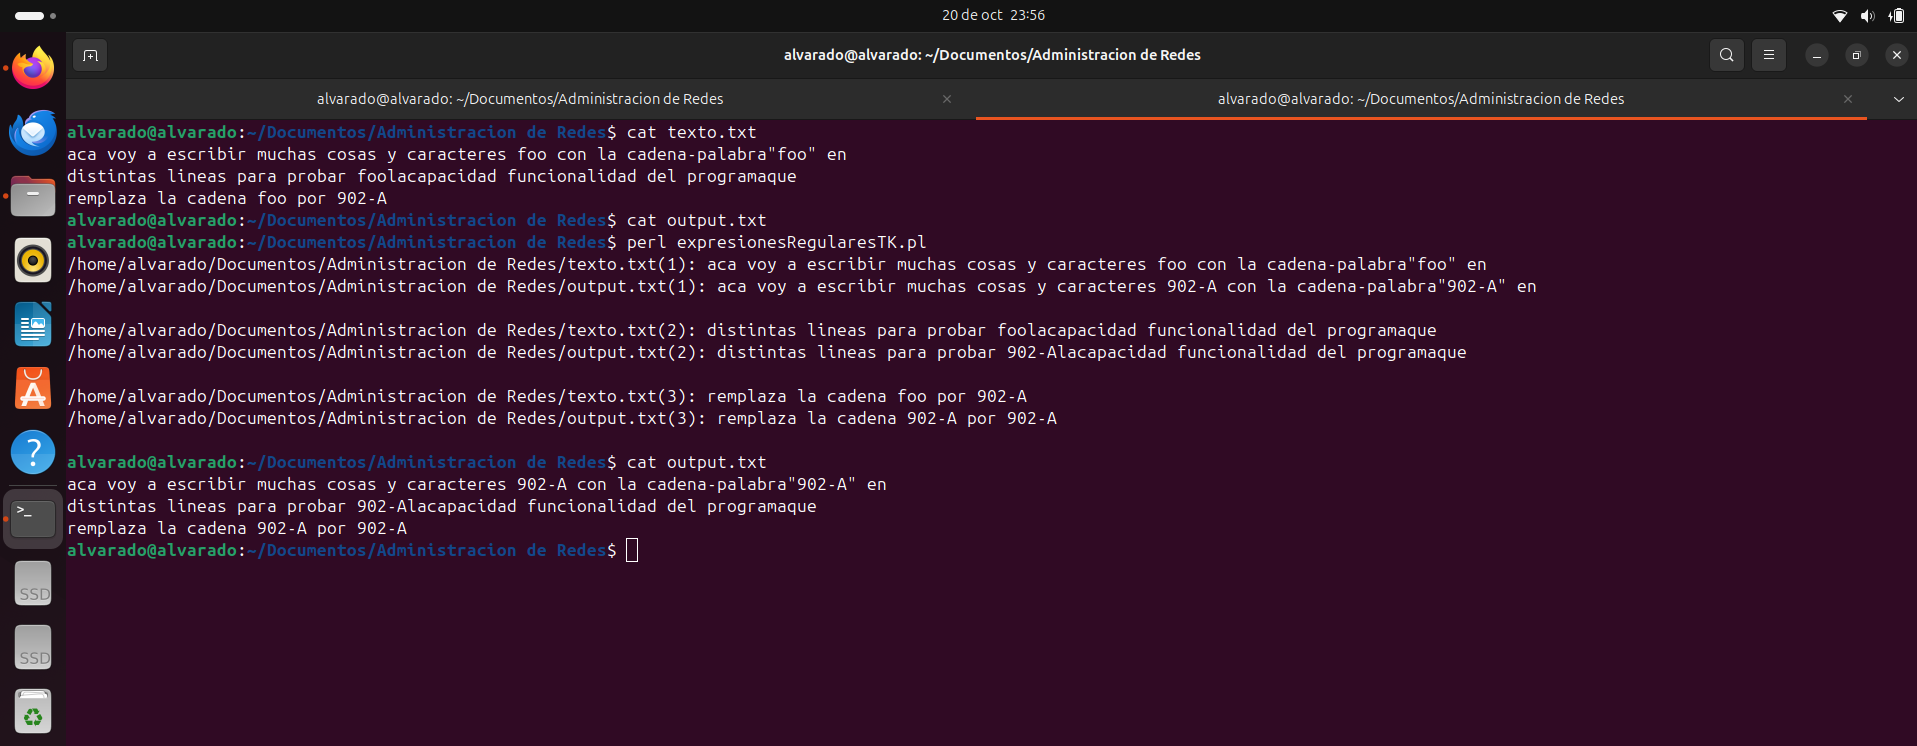 20 de oct 23:56
alvarado@alvarado: ~/Documentos/Administracion de Redes
alvarado@alvarado: ~/Documentos/Administracion de Redes
alvarado@alvarado: ~/Documentos/Administracion de Redes
alvarado@alvarado:~/Documentos/Administracion de Redes$ cat texto.txt
aca voy a escribir muchas cosas y caracteres foo con la cadena-palabra"foo" en
distintas lineas para probar foolacapacidad funcionalidad del programaque
remplaza la cadena foo por 902-A
alvarado@alvarado:~/Documentos/Administracion de Redes$ cat output.txt
alvarado@alvarado:~/Documentos/Administracion de Redes$ perl expresionesRegularesTK.pl
/home/alvarado/Documentos/Administracion de Redes/texto.txt(1): aca voy a escribir muchas cosas y caracteres foo con la cadena-palabra"foo" en
/home/alvarado/Documentos/Administracion de Redes/output.txt(1): aca voy a escribir muchas cosas y caracteres 902-A con la cadena-palabra"902-A" en
/home/alvarado/Documentos/Administracion de Redes/texto.txt(2): distintas lineas para probar foolacapacidad funcionalidad del programaque
/home/alvarado/Documentos/Administracion de Redes/output.txt(2): distintas lineas para probar 902-Alacapacidad funcionalidad del programaque
/home/alvarado/Documentos/Administracion de Redes/texto.txt(3): remplaza la cadena foo por 902-A
/home/alvarado/Documentos/Administracion de Redes/output.txt(3): remplaza la cadena 902-A por 902-A
alvarado@alvarado:~/Documentos/Administracion de Redes$ cat output.txt
aca voy a escribir muchas cosas y caracteres 902-A con la cadena-palabra"902-A" en
distintas lineas para probar 902-Alacapacidad funcionalidad del programaque
remplaza la cadena 902-A por 902-A
alvarado@alvarado:~/Documentos/Administracion de Redes$
SSD
SSD